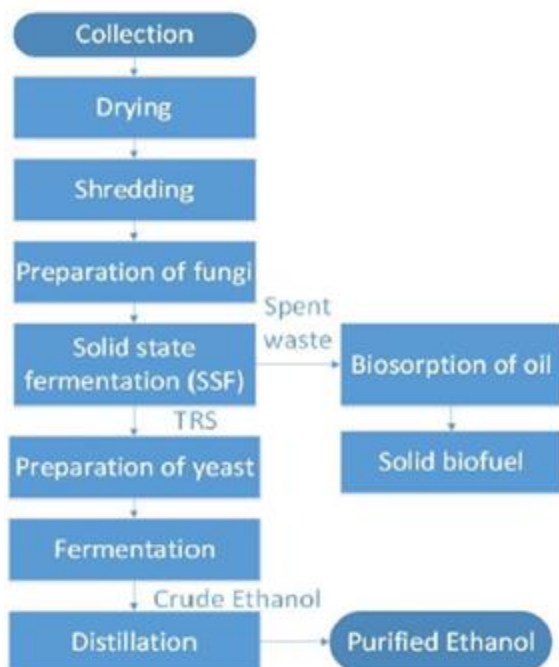 Collection
Drying
Shredding
Preparation of fungi
Spent
waste
Solid state
fermentation (SSF)
Biosorption of oil
TRS
Preparation of yeast
Solid biofuel
Fermentation
Crude Ethanol
Distillation
Purified Ethanol